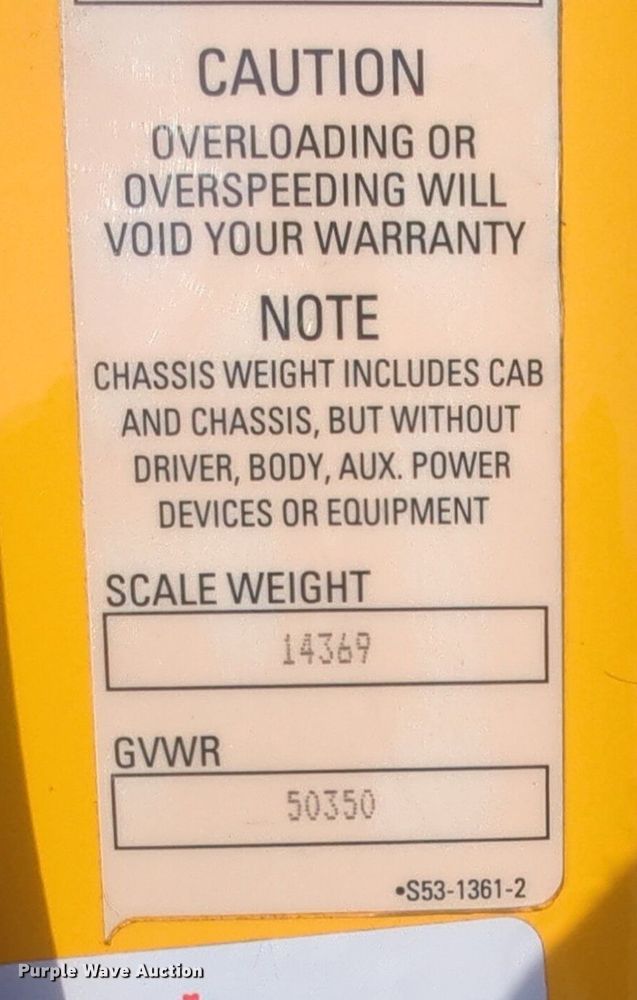 CAUTION
OVERLOADING OR
OVERSPEEDING WILL
VOID YOUR WARRANTY
NOTE
CHASSIS WEIGHT INCLUDES CAB
AND CHASSIS, BUT WITHOUT
DRIVER, BODY, AUX. POWER
DEVICES OR EQUIPMENT
SCALE WEIGHT
14369
GVWR
50350
•S53-1361-2
Purple Wave Auction